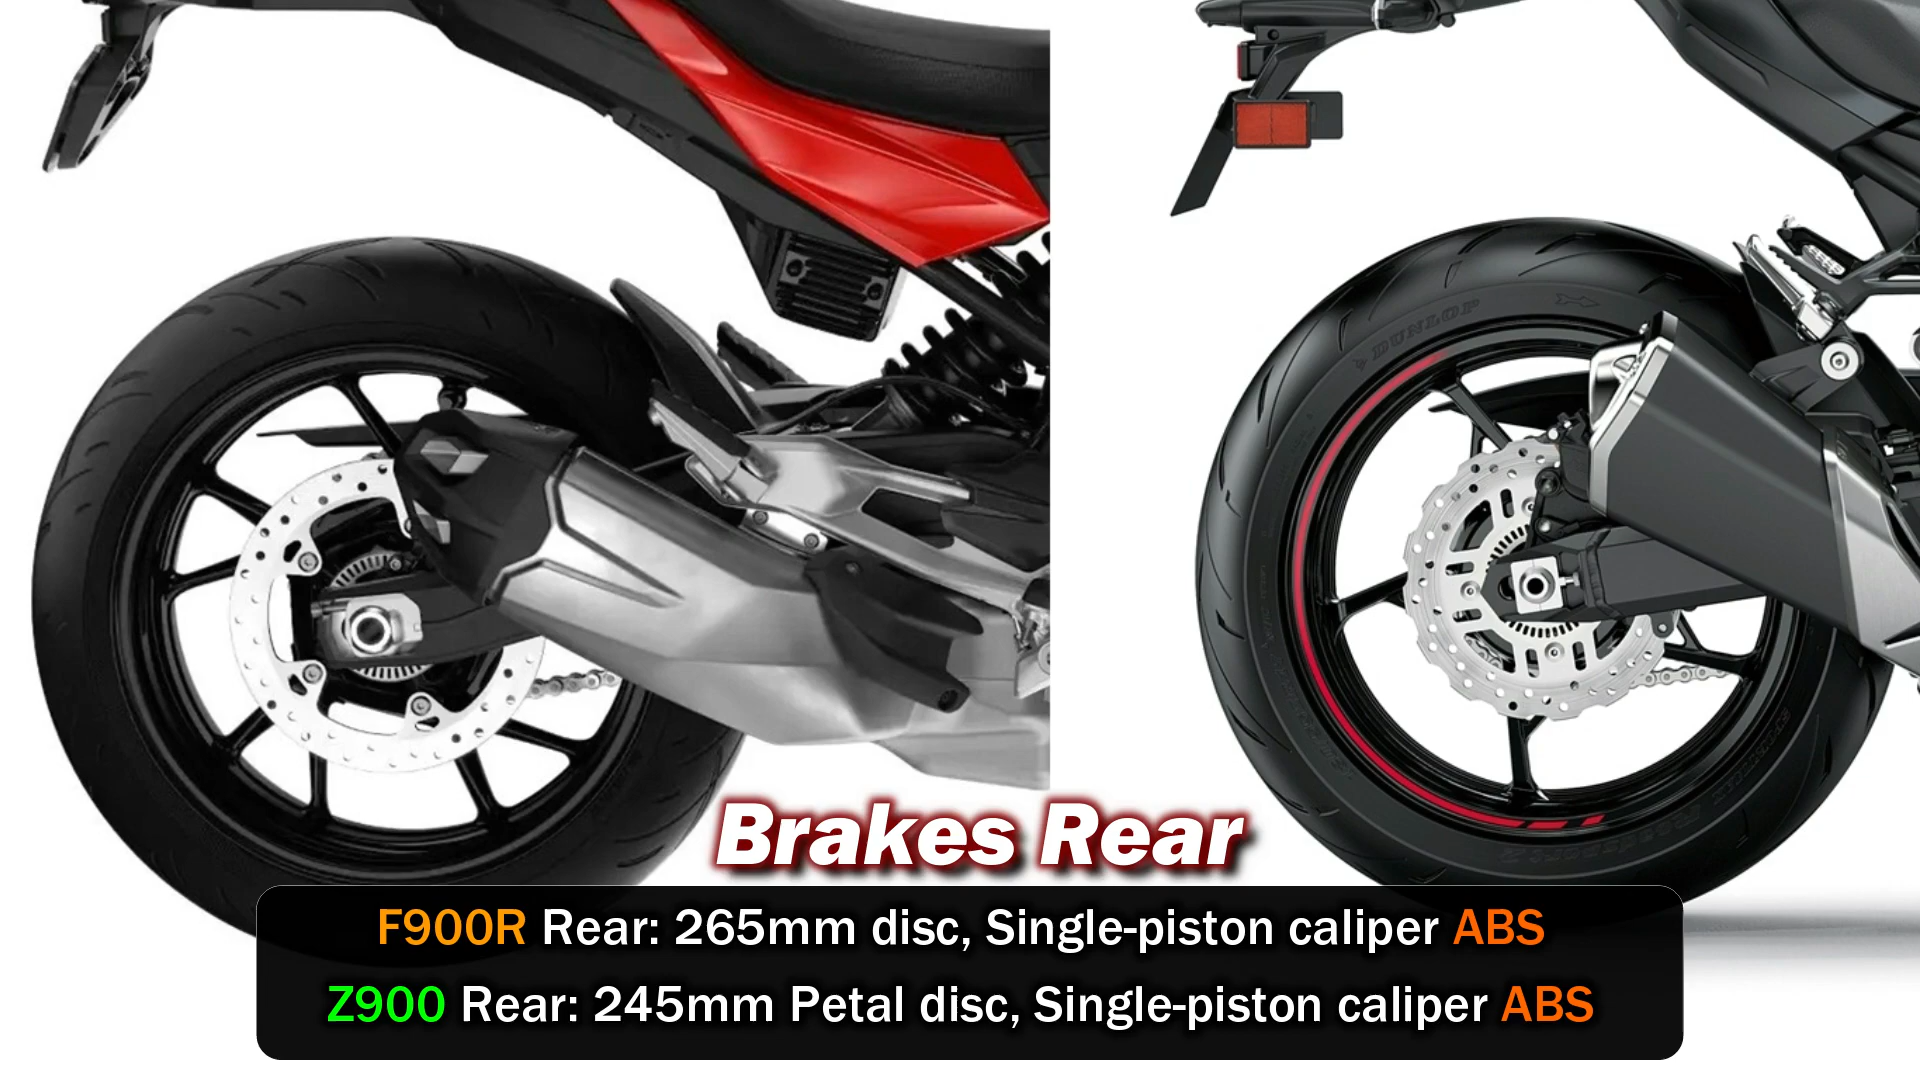 DUNLOP
Brakes Rear
F900R Rear: 265mm disc, Single-piston caliper ABS
Z900 Rear: 245mm Petal disc, Single-piston caliper ABS